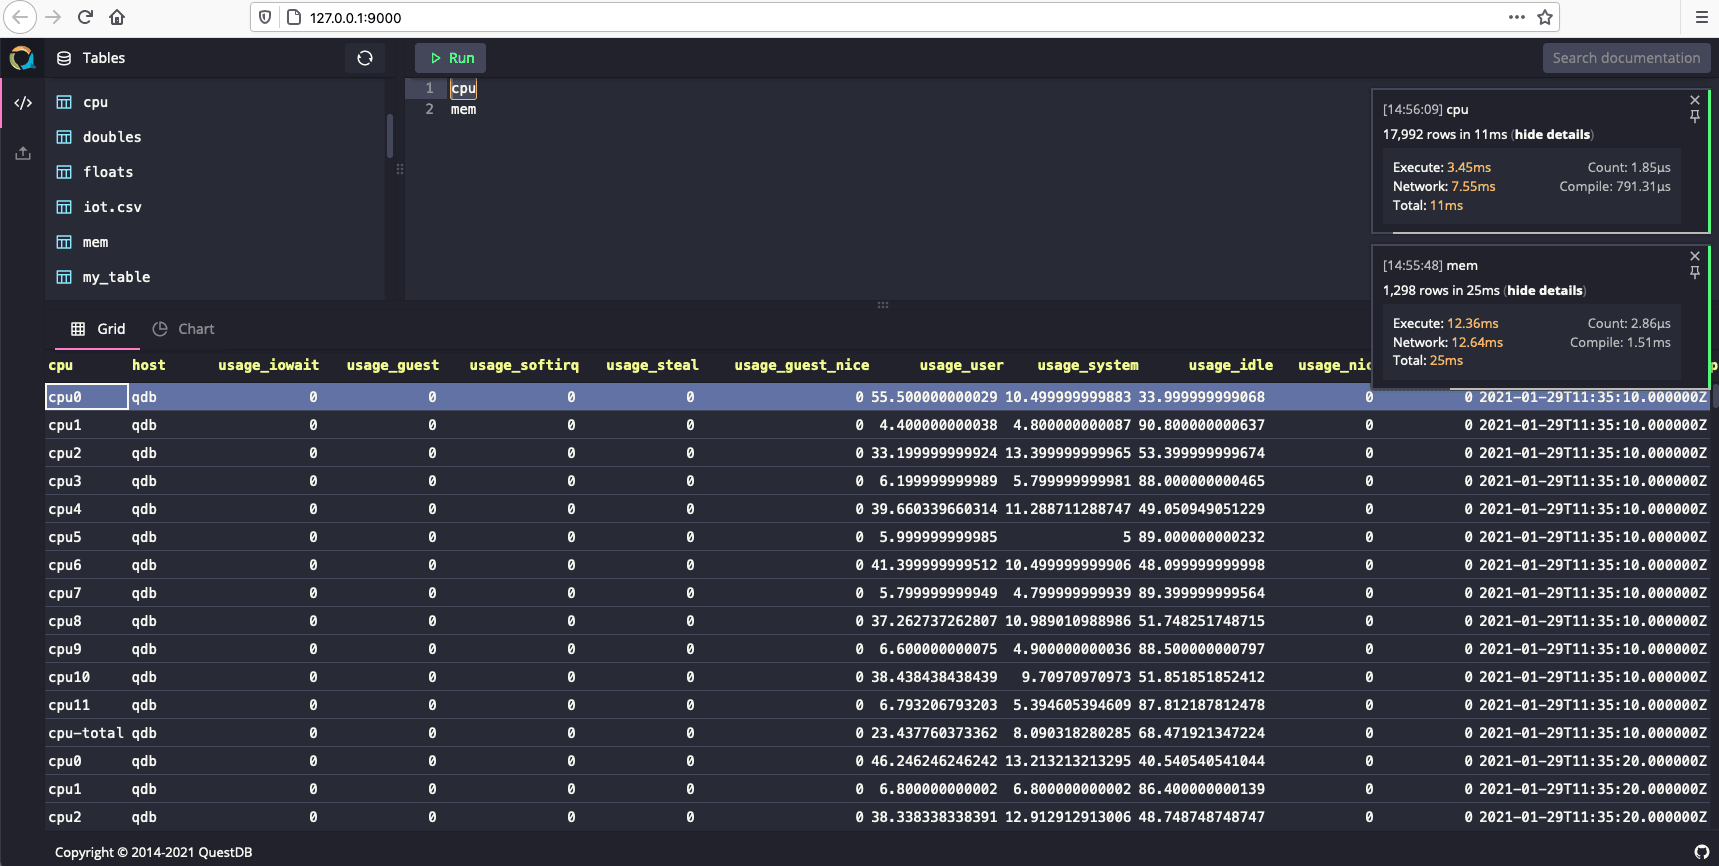 127.0.0.1:9000
Tables
Run
Search documentation
cpu
doubles
floats
iot.csv
mem
my_table
1 cpu
2 mem
[14:56:09] cpu
17,992 rows in 11ms (hide details)
Execute: 3.45ms Count: 1.85µs
Network: 7.55ms Compile: 791.31µs
Total: 11ms
[14:55:48] mem
1,298 rows in 25ms (hide details)
Execute: 12.36ms Count: 2.86µs
Network: 12.64ms Compile: 1.51ms
Total: 25ms
Grid Chart
cpu host usage_iowait usage_guest usage_softirq usage_steal usage_guest_nice usage_user usage_system usage_idle usage_nic p
cpu0 qdb 0 0 0 0 0 55.500000000029 10.499999999883 33.999999999068 0 0 2021-01-29T11:35:10.000000Z
cpu1 qdb 0 0 0 0 0 4.400000000038 4.800000000087 90.800000000637 0 0 2021-01-29T11:35:10.000000Z
cpu2 qdb 0 0 0 0 0 33.199999999924 13.399999999965 53.399999999674 0 0 2021-01-29T11:35:10.000000Z
cpu3 qdb 0 0 0 0 0 6.199999999989 5.799999999981 88.000000000465 0 0 2021-01-29T11:35:10.000000Z
cpu4 qdb 0 0 0 0 0 39.660339660314 11.288711288747 49.050949051229 0 0 2021-01-29T11:35:10.000000Z
cpu5 qdb 0 0 0 0 0 5.999999999985 5 89.000000000232 0 0 2021-01-29T11:35:10.000000Z
cpu6 qdb 0 0 0 0 0 41.399999999512 10.499999999906 48.099999999998 0 0 2021-01-29T11:35:10.000000Z
cpu7 qdb 0 0 0 0 0 5.799999999949 4.799999999939 89.399999999564 0 0 2021-01-29T11:35:10.000000Z
cpu8 qdb 0 0 0 0 0 37.262737262807 10.989010988986 51.748251748715 0 0 2021-01-29T11:35:10.000000Z
cpu9 qdb 0 0 0 0 0 6.600000000075 4.900000000036 88.500000000797 0 0 2021-01-29T11:35:10.000000Z
cpu10 qdb 0 0 0 0 0 38.438438438439 9.70970970973 51.851851852412 0 0 2021-01-29T11:35:10.000000Z
cpu11 qdb 0 0 0 0 0 6.793206793203 5.394605394609 87.812187812478 0 0 2021-01-29T11:35:10.000000Z
cpu-total qdb 0 0 0 0 0 23.437760373362 8.090318280285 68.471921347224 0 0 2021-01-29T11:35:10.000000Z
cpu0 qdb 0 0 0 0 0 46.246246246242 13.213213213295 40.540540541044 0 0 2021-01-29T11:35:20.000000Z
cpu1 qdb 0 0 0 0 0 6.800000000002 6.800000000002 86.400000000139 0 0 2021-01-29T11:35:20.000000Z
cpu2 qdb 0 0 0 0 0 38.338338338391 12.912912913006 48.748748748747 0 0 2021-01-29T11:35:20.000000Z
Copyright © 2014-2021 QuestDB